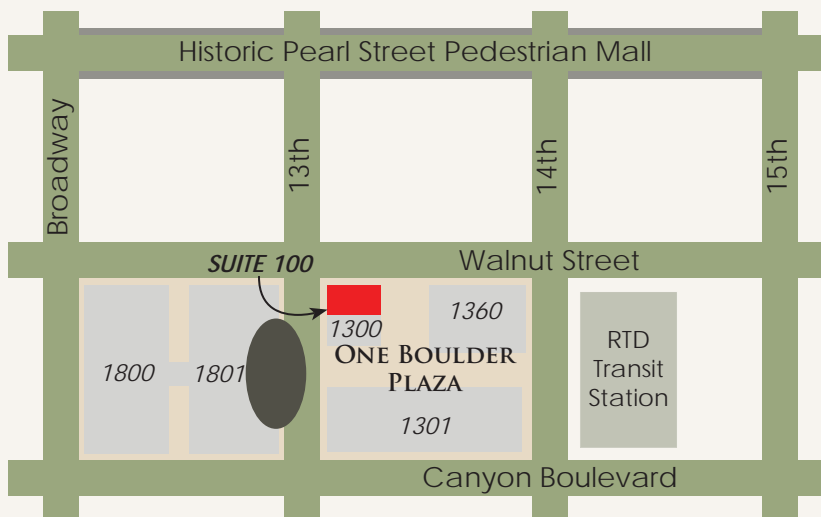 Historic Pearl Street Pedestrian Mall
Broadway
13th
14th
15th
SUITE 100
Walnut Street
1300
1360
1800
1801
ONE BOULDER
PLAZA
RTD
Transit
Station
1301
Canyon Boulevard